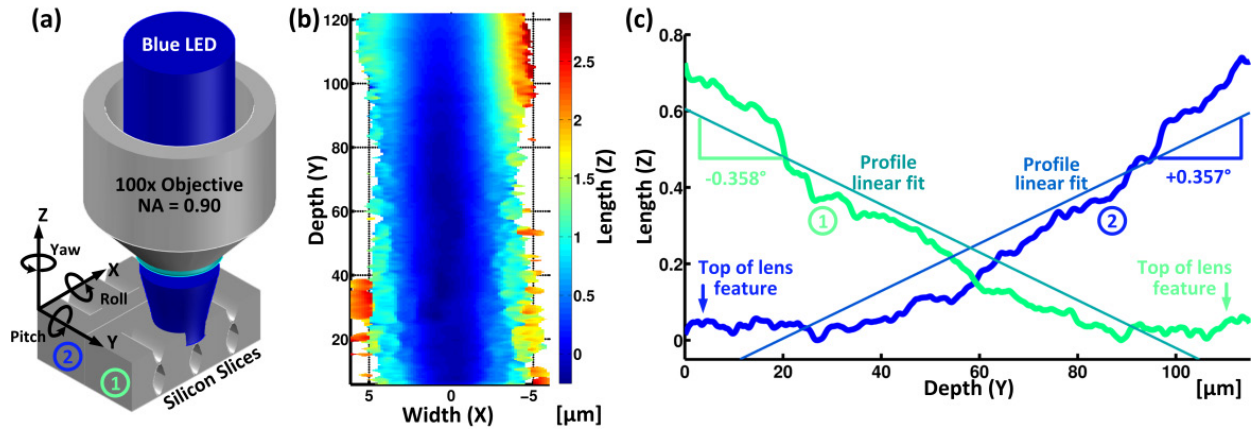 (a)
Blue LED
100x Objective
NA = 0.90
Z
Yaw
X
Roll
Pitch
Y
2
1
Silicon Slices
(b)
120
100
80
60
40
20
Depth (Y)
5
0
−5
Width (X)
[µm]
2.5
2
1.5
1
0.5
0
Length (Z)
(c)
0.8
0.6
0.4
0.2
0
Length (Z)
-0.358°
Profile
linear fit
Profile
linear fit
+0.357°
1
2
Top of lens
feature
Top of lens
feature
0
20
40
60
80
100
Depth (Y)
[µm]